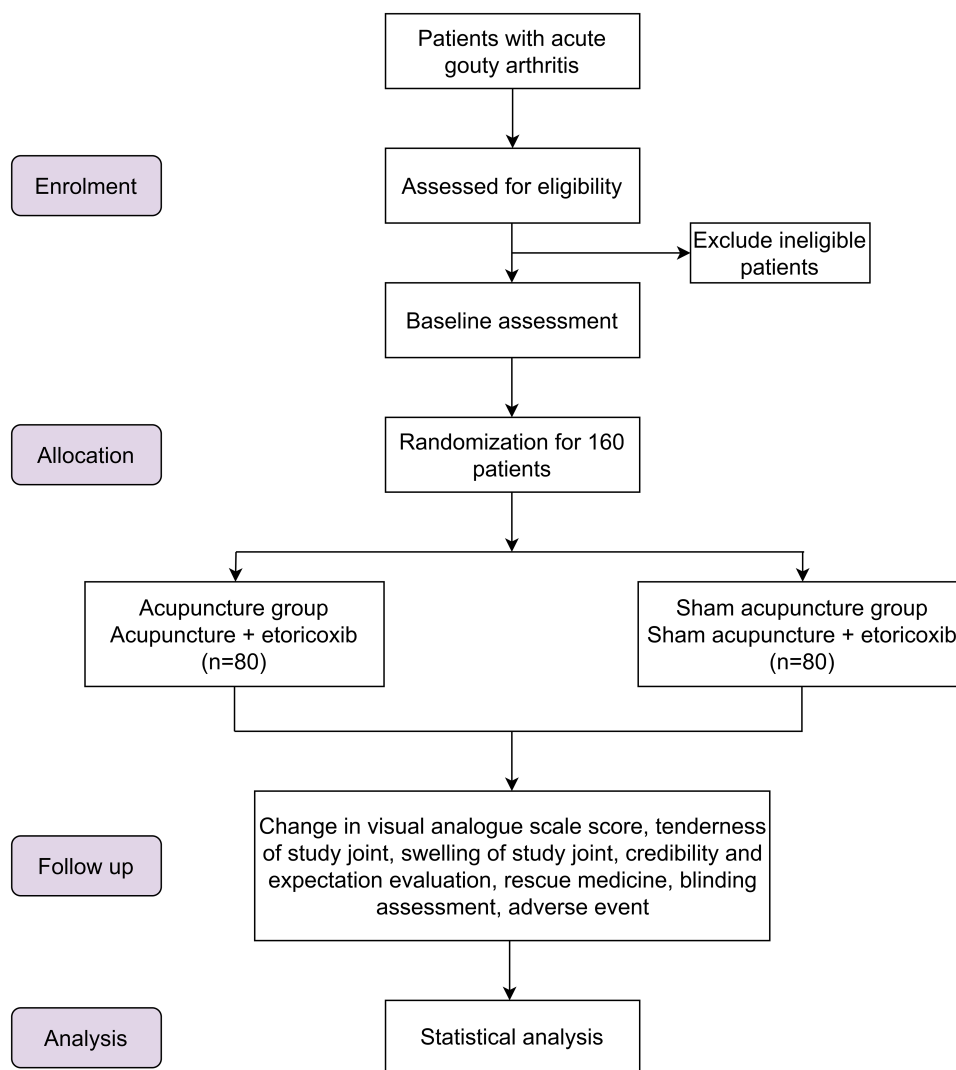 Patients with acute
gouty arthritis
Enrolment
Assessed for eligibility
Exclude ineligible
patients
Baseline assessment
Allocation
Randomization for 160
patients
Acupuncture group
Acupuncture + etoricoxib
(n=80)
Sham acupuncture group
Sham acupuncture + etoricoxib
(n=80)
Follow up
Change in visual analogue scale score, tenderness
of study joint, swelling of study joint, credibility and
expectation evaluation, rescue medicine, blinding
assessment, adverse event
Analysis
Statistical analysis